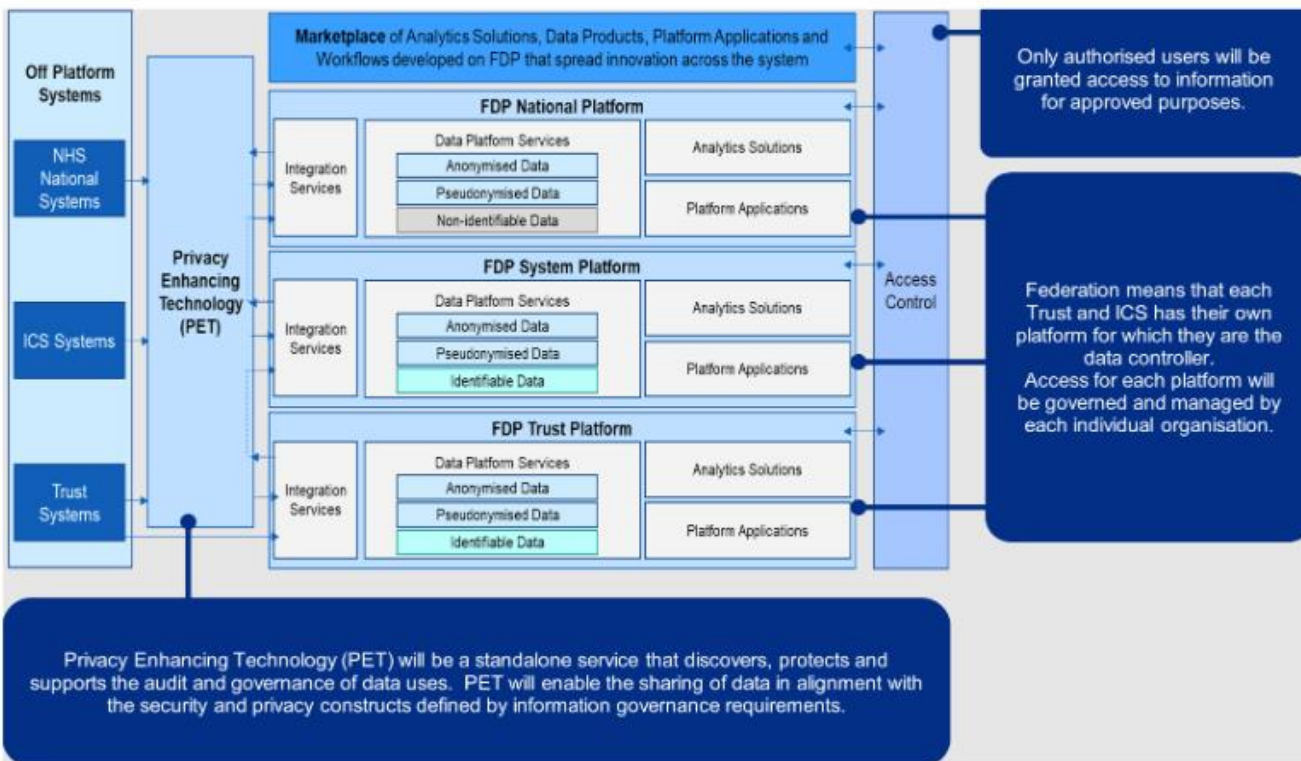 Marketplace of Analytics Solutions, Data Products, Platform Applications and
Workflows developed on FDP that spread innovation across the system
Off Platform
Systems
NHS
National
Systems
ICS Systems
Trust
Systems
Privacy
Enhancing
Technology
(PET)
FDP National Platform
Integration
Services
Data Platform Services
Anonymised Data
Pseudonymised Data
Non-identifiable Data
Analytics Solutions
Platform Applications
FDP System Platform
Integration
Services
Data Platform Services
Anonymised Data
Pseudonymised Data
Identifiable Data
Analytics Solutions
Platform Applications
FDP Trust Platform
Integration
Services
Data Platform Services
Anonymised Data
Pseudonymised Data
Identifiable Data
Analytics Solutions
Platform Applications
Access
Control
Only authorised users will be
granted access to information
for approved purposes.
Federation means that each
Trust and ICS has their own
platform for which they are the
data controller.
Access for each platform will
be governed and managed by
each individual organisation.
Privacy Enhancing Technology (PET) will be a standalone service that discovers, protects and
supports the audit and governance of data uses. PET will enable the sharing of data in alignment with
the security and privacy constructs defined by information governance requirements.